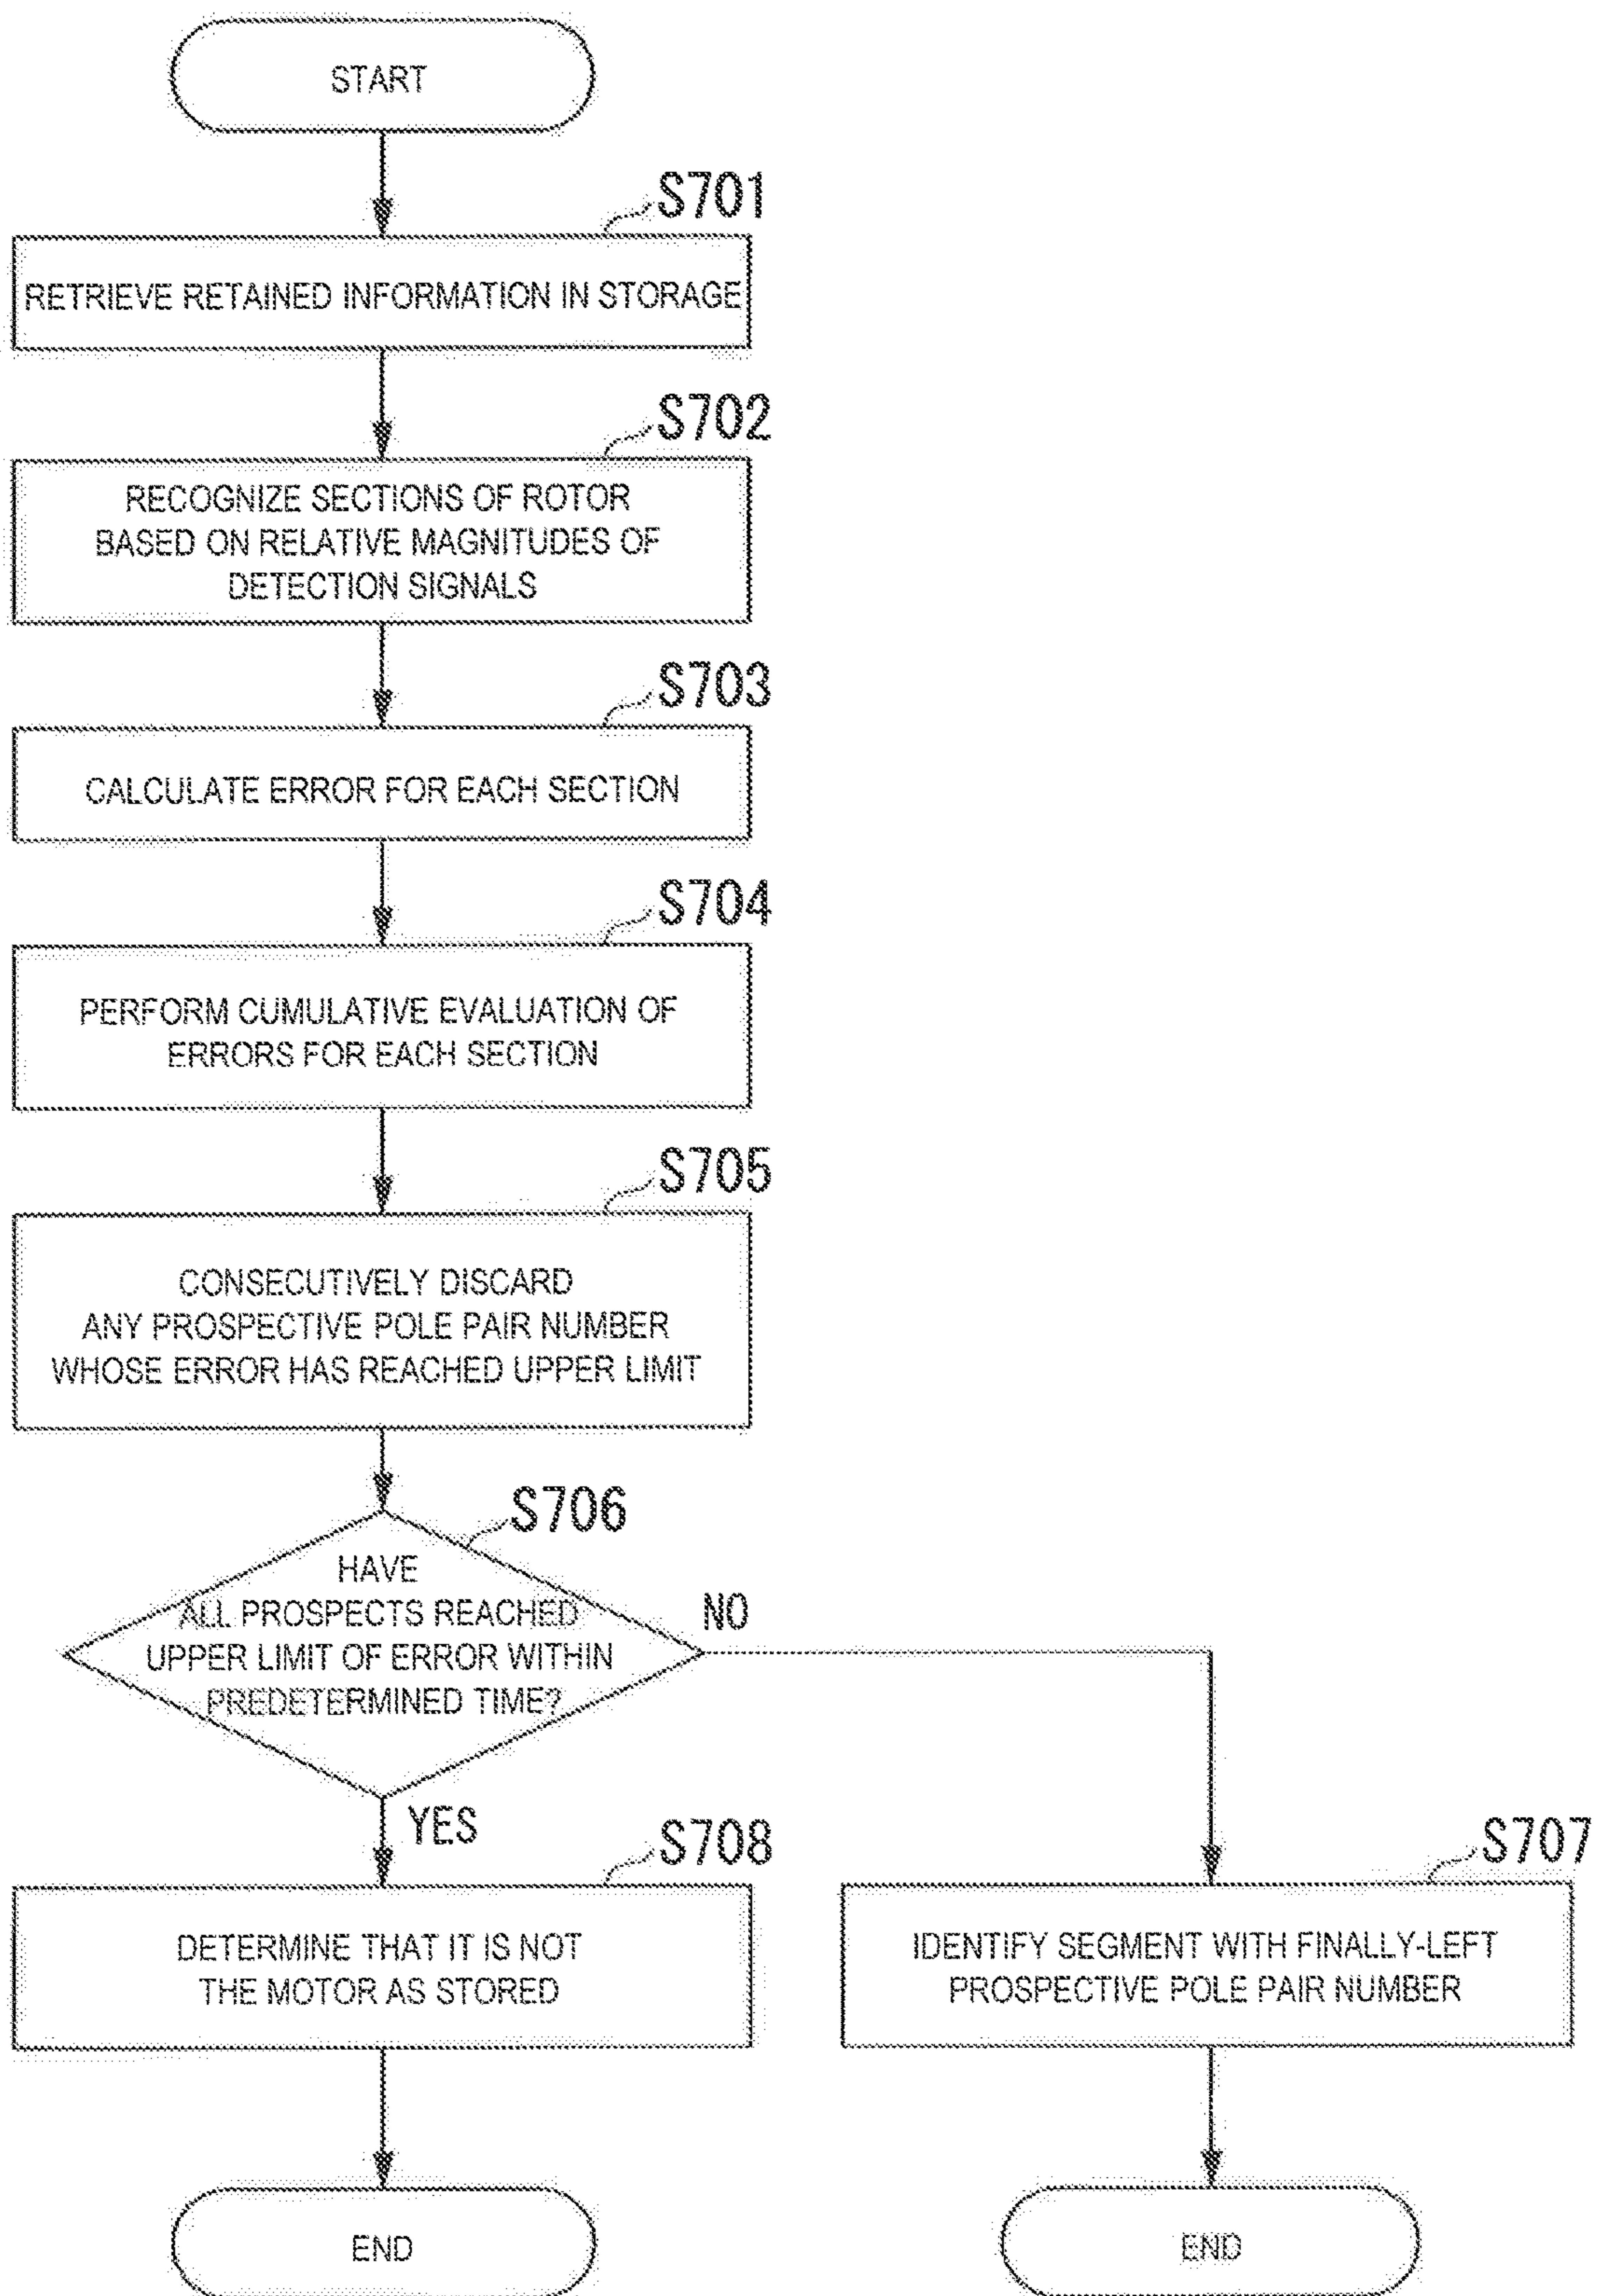 START
S701
RETRIEVE RETAINED INFORMATION IN STORAGE
S702
RECOGNIZE SECTIONS OF ROTOR
BASED ON RELATIVE MAGNITUDES OF
DETECTION SIGNALS
S703
CALCULATE ERROR FOR EACH SECTION
S704
PERFORM CUMULATIVE EVALUATION OF
ERRORS FOR EACH SECTION
S705
CONSECUTIVELY DISCARD
ANY PROSPECTIVE POLE PAIR NUMBER
WHOSE ERROR HAS REACHED UPPER LIMIT
S706
HAVE
ALL PROSPECTS REACHED
UPPER LIMIT OF ERROR WITHIN
PREDETERMINED TIME?
NO
YES
S708
DETERMINE THAT IT IS NOT
THE MOTOR AS STORED
S707
IDENTIFY SEGMENT WITH FINALLY-LEFT
PROSPECTIVE POLE PAIR NUMBER
END
END